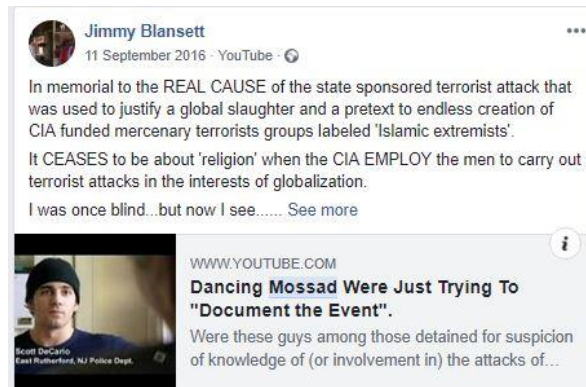 Jimmy Blansett
11 September 2016 · YouTube ·
In memorial to the REAL CAUSE of the state sponsored terrorist attack that
was used to justify a global slaughter and a pretext to endless creation of
CIA funded mercenary terrorists groups labeled 'Islamic extremists'.
It CEASES to be about 'religion' when the CIA EMPLOY the men to carry out
terrorist attacks in the interests of globalization.
I was once blind...but now I see...... See more
WWW.YOUTUBE.COM
Dancing Mossad Were Just Trying To
"Document the Event".
Were these guys among those detained for suspicion
of knowledge of (or involvement in) the attacks of...
Scott DeCarlo
East Rutherford, NJ Police Dept.